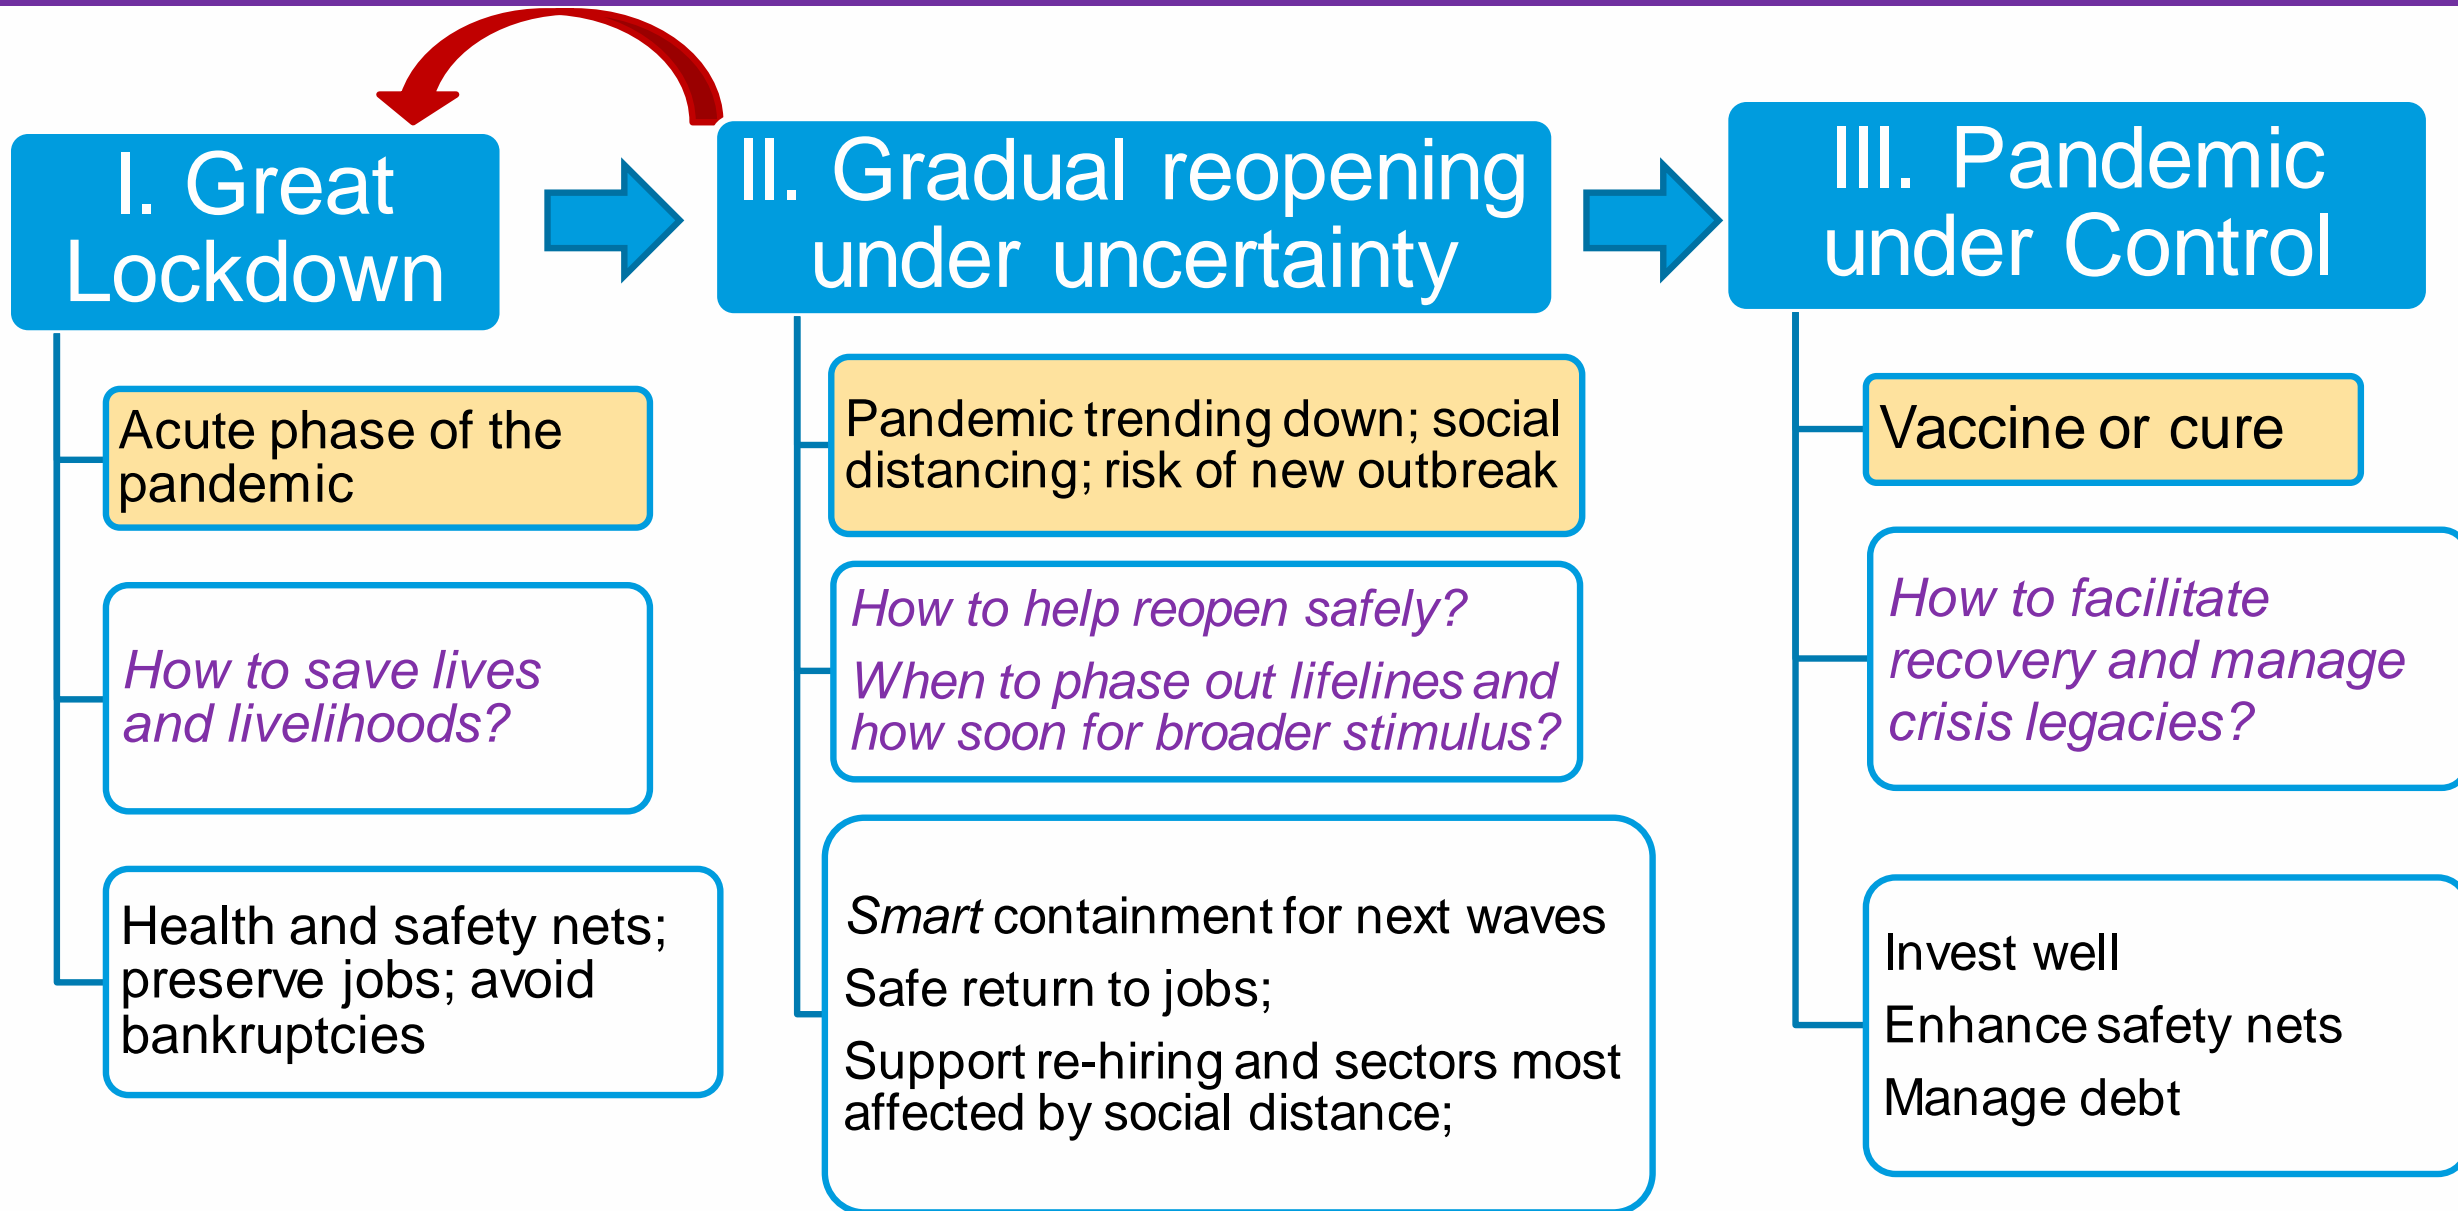 I. Great
Lockdown
Acute phase of the
pandemic
How to save lives
and livelihoods?
Health and safety nets;
preserve jobs; avoid
bankruptcies
II. Gradual reopening
under uncertainty
Pandemic trending down; social
distancing; risk of new outbreak
How to help reopen safely?
When to phase out lifelines and
how soon for broader stimulus?
Smart containment for next waves
Safe return to jobs;
Support re-hiring and sectors most
affected by social distance;
III. Pandemic
under Control
Vaccine or cure
How to facilitate
recovery and manage
crisis legacies?
Invest well
Enhance safety nets
Manage debt